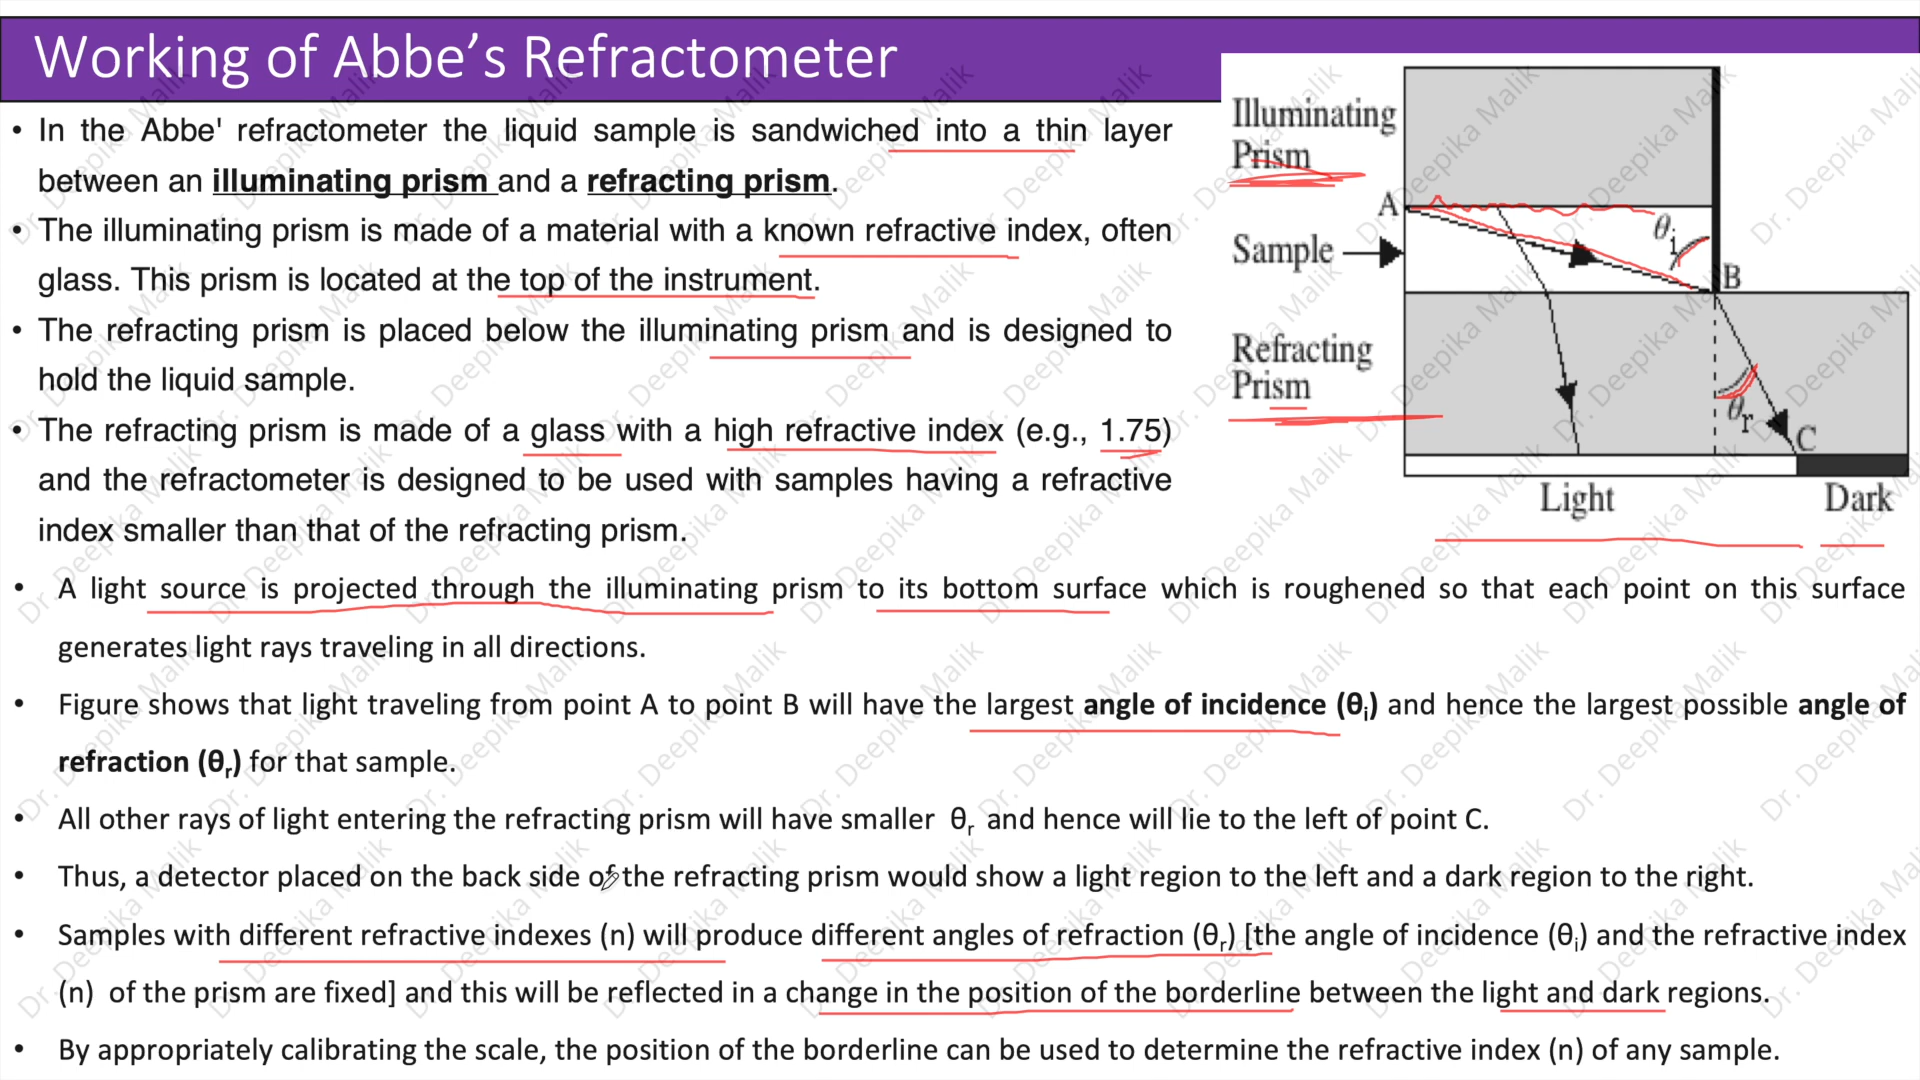 Working of Abbe’s Refractometer
• In the Abbe' refractometer the liquid sample is sandwiched into a thin layer
between an illuminating prism and a refracting prism.
• The illuminating prism is made of a material with a known refractive index, often
glass. This prism is located at the top of the instrument.
• The refracting prism is placed below the illuminating prism and is designed to
hold the liquid sample.
• The refracting prism is made of a glass with a high refractive index (e.g., 1.75)
and the refractometer is designed to be used with samples having a refractive
index smaller than that of the refracting prism.
Illuminating
Prism
A
θi
Sample
B
Refracting
Prism
θr
C
Light
Dark
• A light source is projected through the illuminating prism to its bottom surface which is roughened so that each point on this surface
generates light rays traveling in all directions.
• Figure shows that light traveling from point A to point B will have the largest angle of incidence (θi) and hence the largest possible angle of
refraction (θr) for that sample.
• All other rays of light entering the refracting prism will have smaller θr and hence will lie to the left of point C.
• Thus, a detector placed on the back side of the refracting prism would show a light region to the left and a dark region to the right.
• Samples with different refractive indexes (n) will produce different angles of refraction (θr) [the angle of incidence (θi) and the refractive index
(n) of the prism are fixed] and this will be reflected in a change in the position of the borderline between the light and dark regions.
• By appropriately calibrating the scale, the position of the borderline can be used to determine the refractive index (n) of any sample.
Dr. Deepika Malik